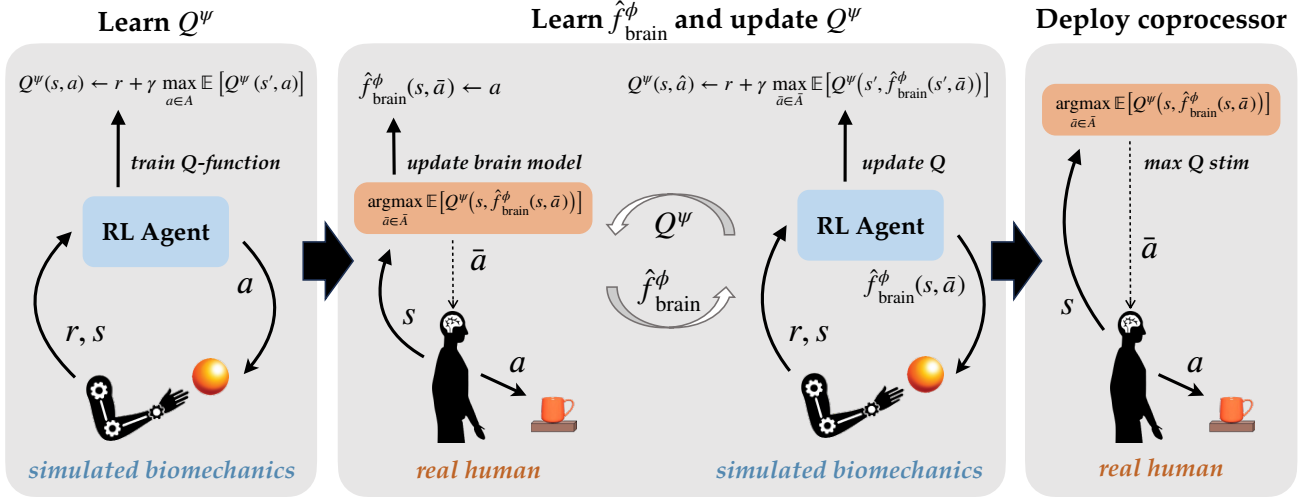 Learn Q^ψ
Q^ψ(s, a) ← r + γ max_{a∈A} 𝔼[Q^ψ(s′, a)]
train Q-function
RL Agent
a
r, s
simulated biomechanics
Learn f̂^ϕ_brain and update Q^ψ
f̂^ϕ_brain(s, ā) ← a
update brain model
argmax_{ā∈Ā} 𝔼[Q^ψ(s, f̂^ϕ_brain(s, ā))]
ā
s
a
real human
Q^ψ
f̂^ϕ_brain
Q^ψ(s, â) ← r + γ max_{ā∈Ā} 𝔼[Q^ψ(s′, f̂^ϕ_brain(s′, ā))]
update Q
RL Agent
f̂^ϕ_brain(s, ā)
r, s
simulated biomechanics
Deploy coprocessor
argmax_{ā∈Ā} 𝔼[Q^ψ(s, f̂^ϕ_brain(s, ā))]
max Q stim
ā
s
a
real human